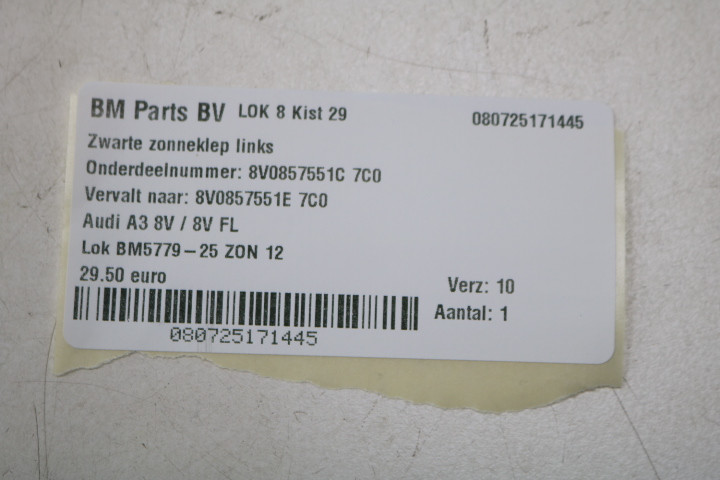 BM Parts BV LOK 8 Kist 29 080725171445
Zwarte zonneklep links
Onderdeelnummer: 8V0857551C 7C0
Vervalt naar: 8V0857551E 7C0
Audi A3 8V / 8V FL
Lok BM5779-25 ZON 12
29.50 euro Verz: 10
Aantal: 1
080725171445